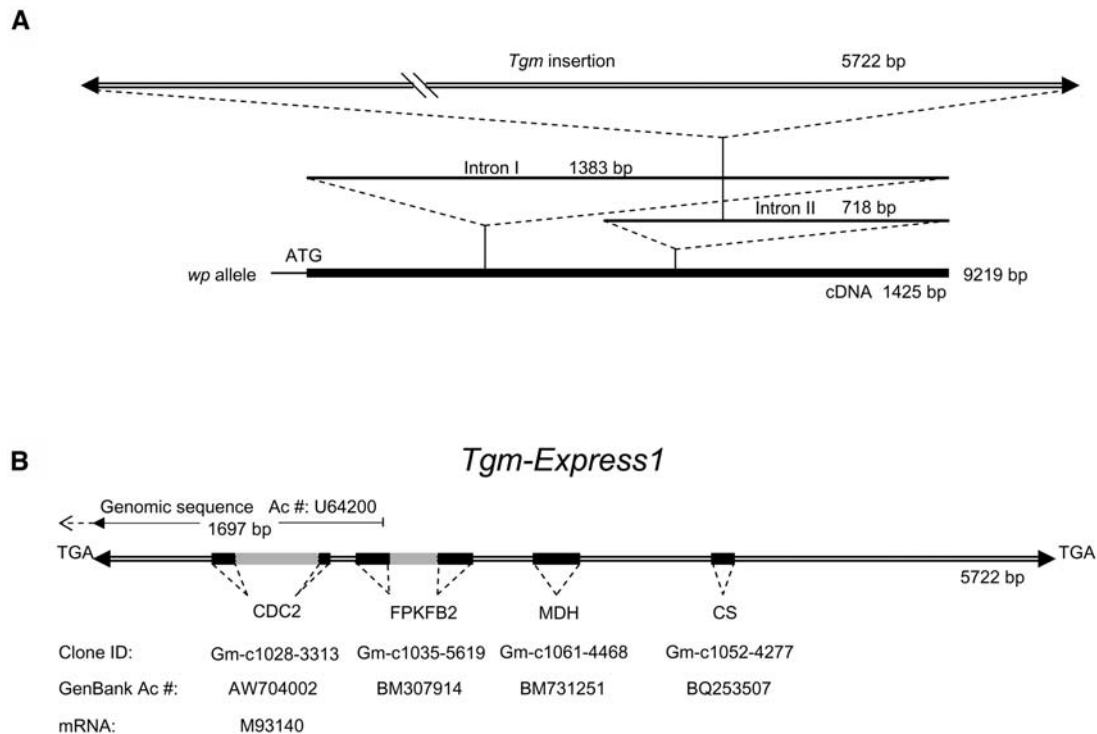 A
Tgm insertion 5722 bp
Intron I 1383 bp
Intron II 718 bp
ATG
wp allele 9219 bp
cDNA 1425 bp
B
Tgm-Express1
Genomic sequence Ac #: U64200
1697 bp
TGA TGA
5722 bp
CDC2 FPKFB2 MDH CS
Clone ID: Gm-c1028-3313 Gm-c1035-5619 Gm-c1061-4468 Gm-c1052-4277
GenBank Ac #: AW704002 BM307914 BM731251 BQ253507
mRNA: M93140